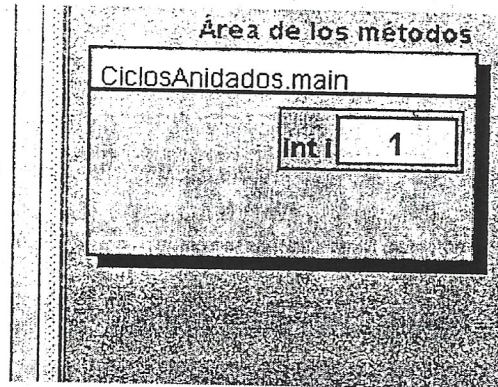 Área de los métodos
CiclosAnidados.main
int i 1